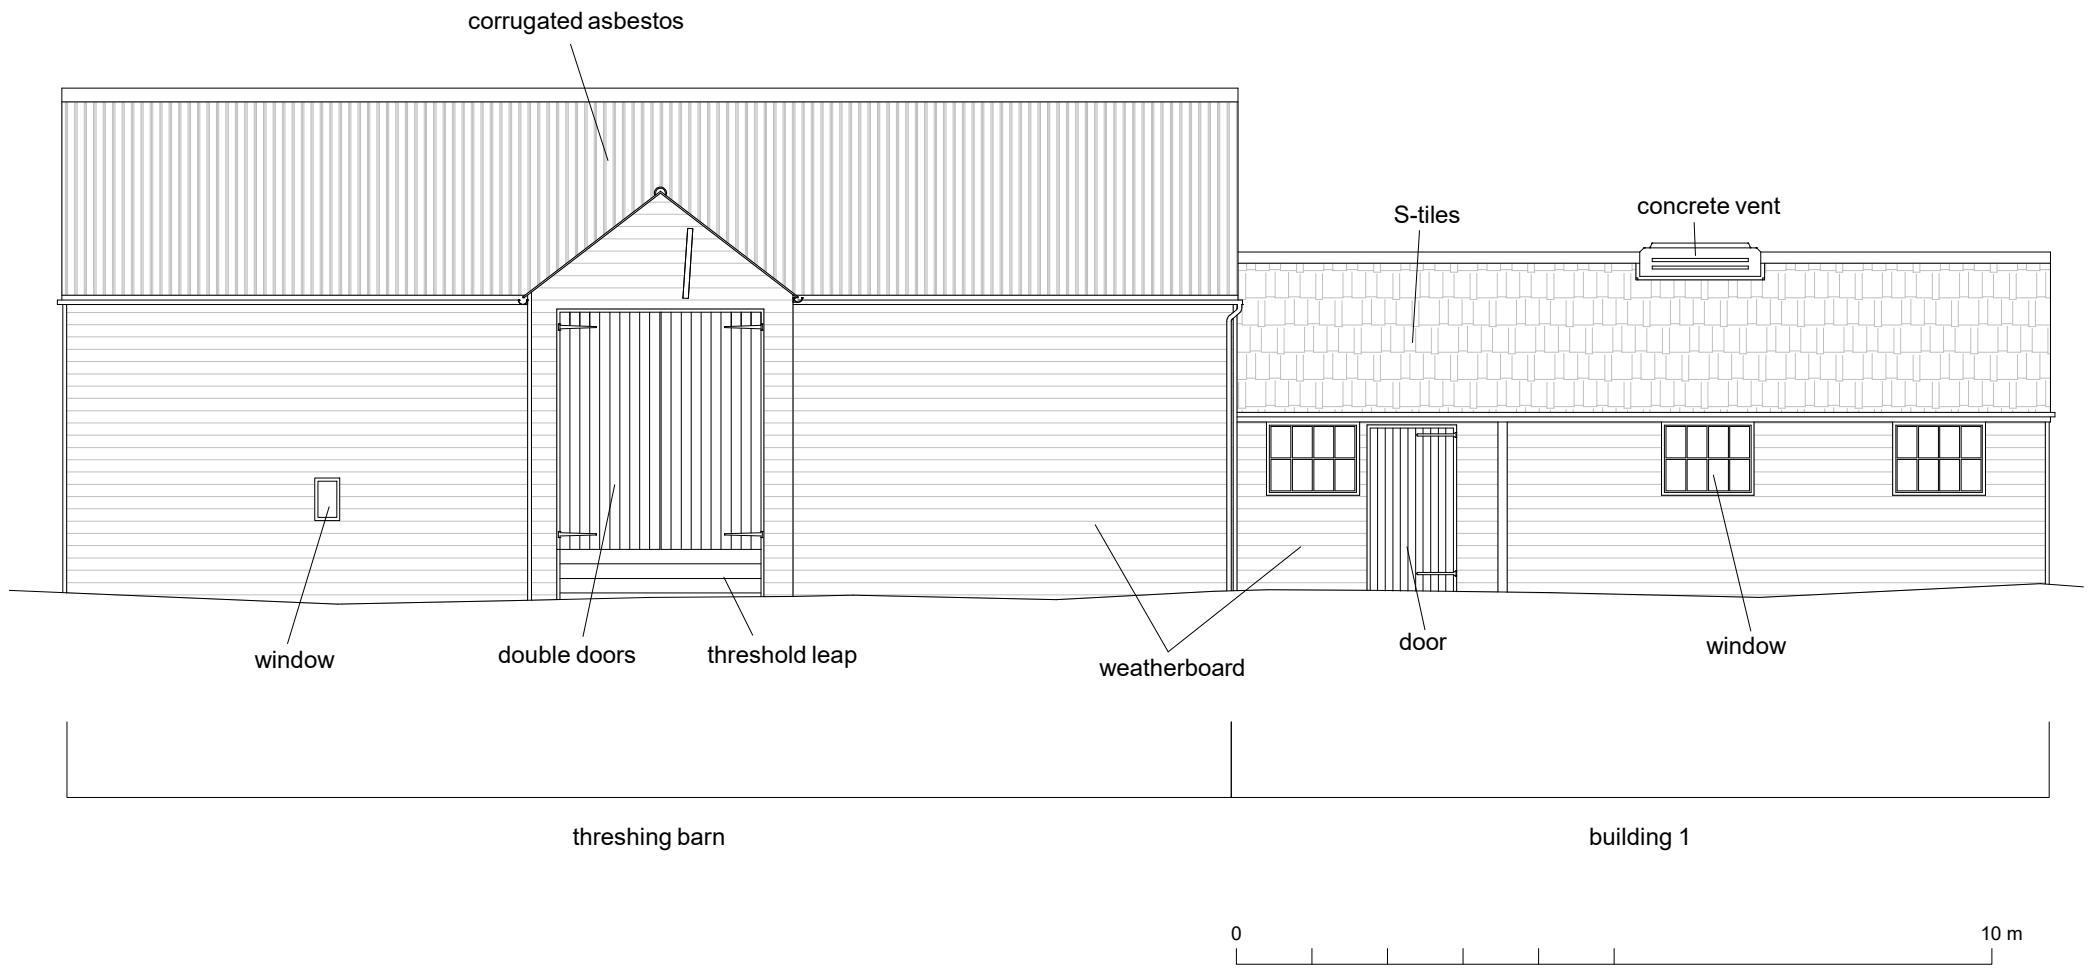 corrugated asbestos
S-tiles
concrete vent
window
double doors
threshold leap
weatherboard
door
window
threshing barn
building 1
0
10 m